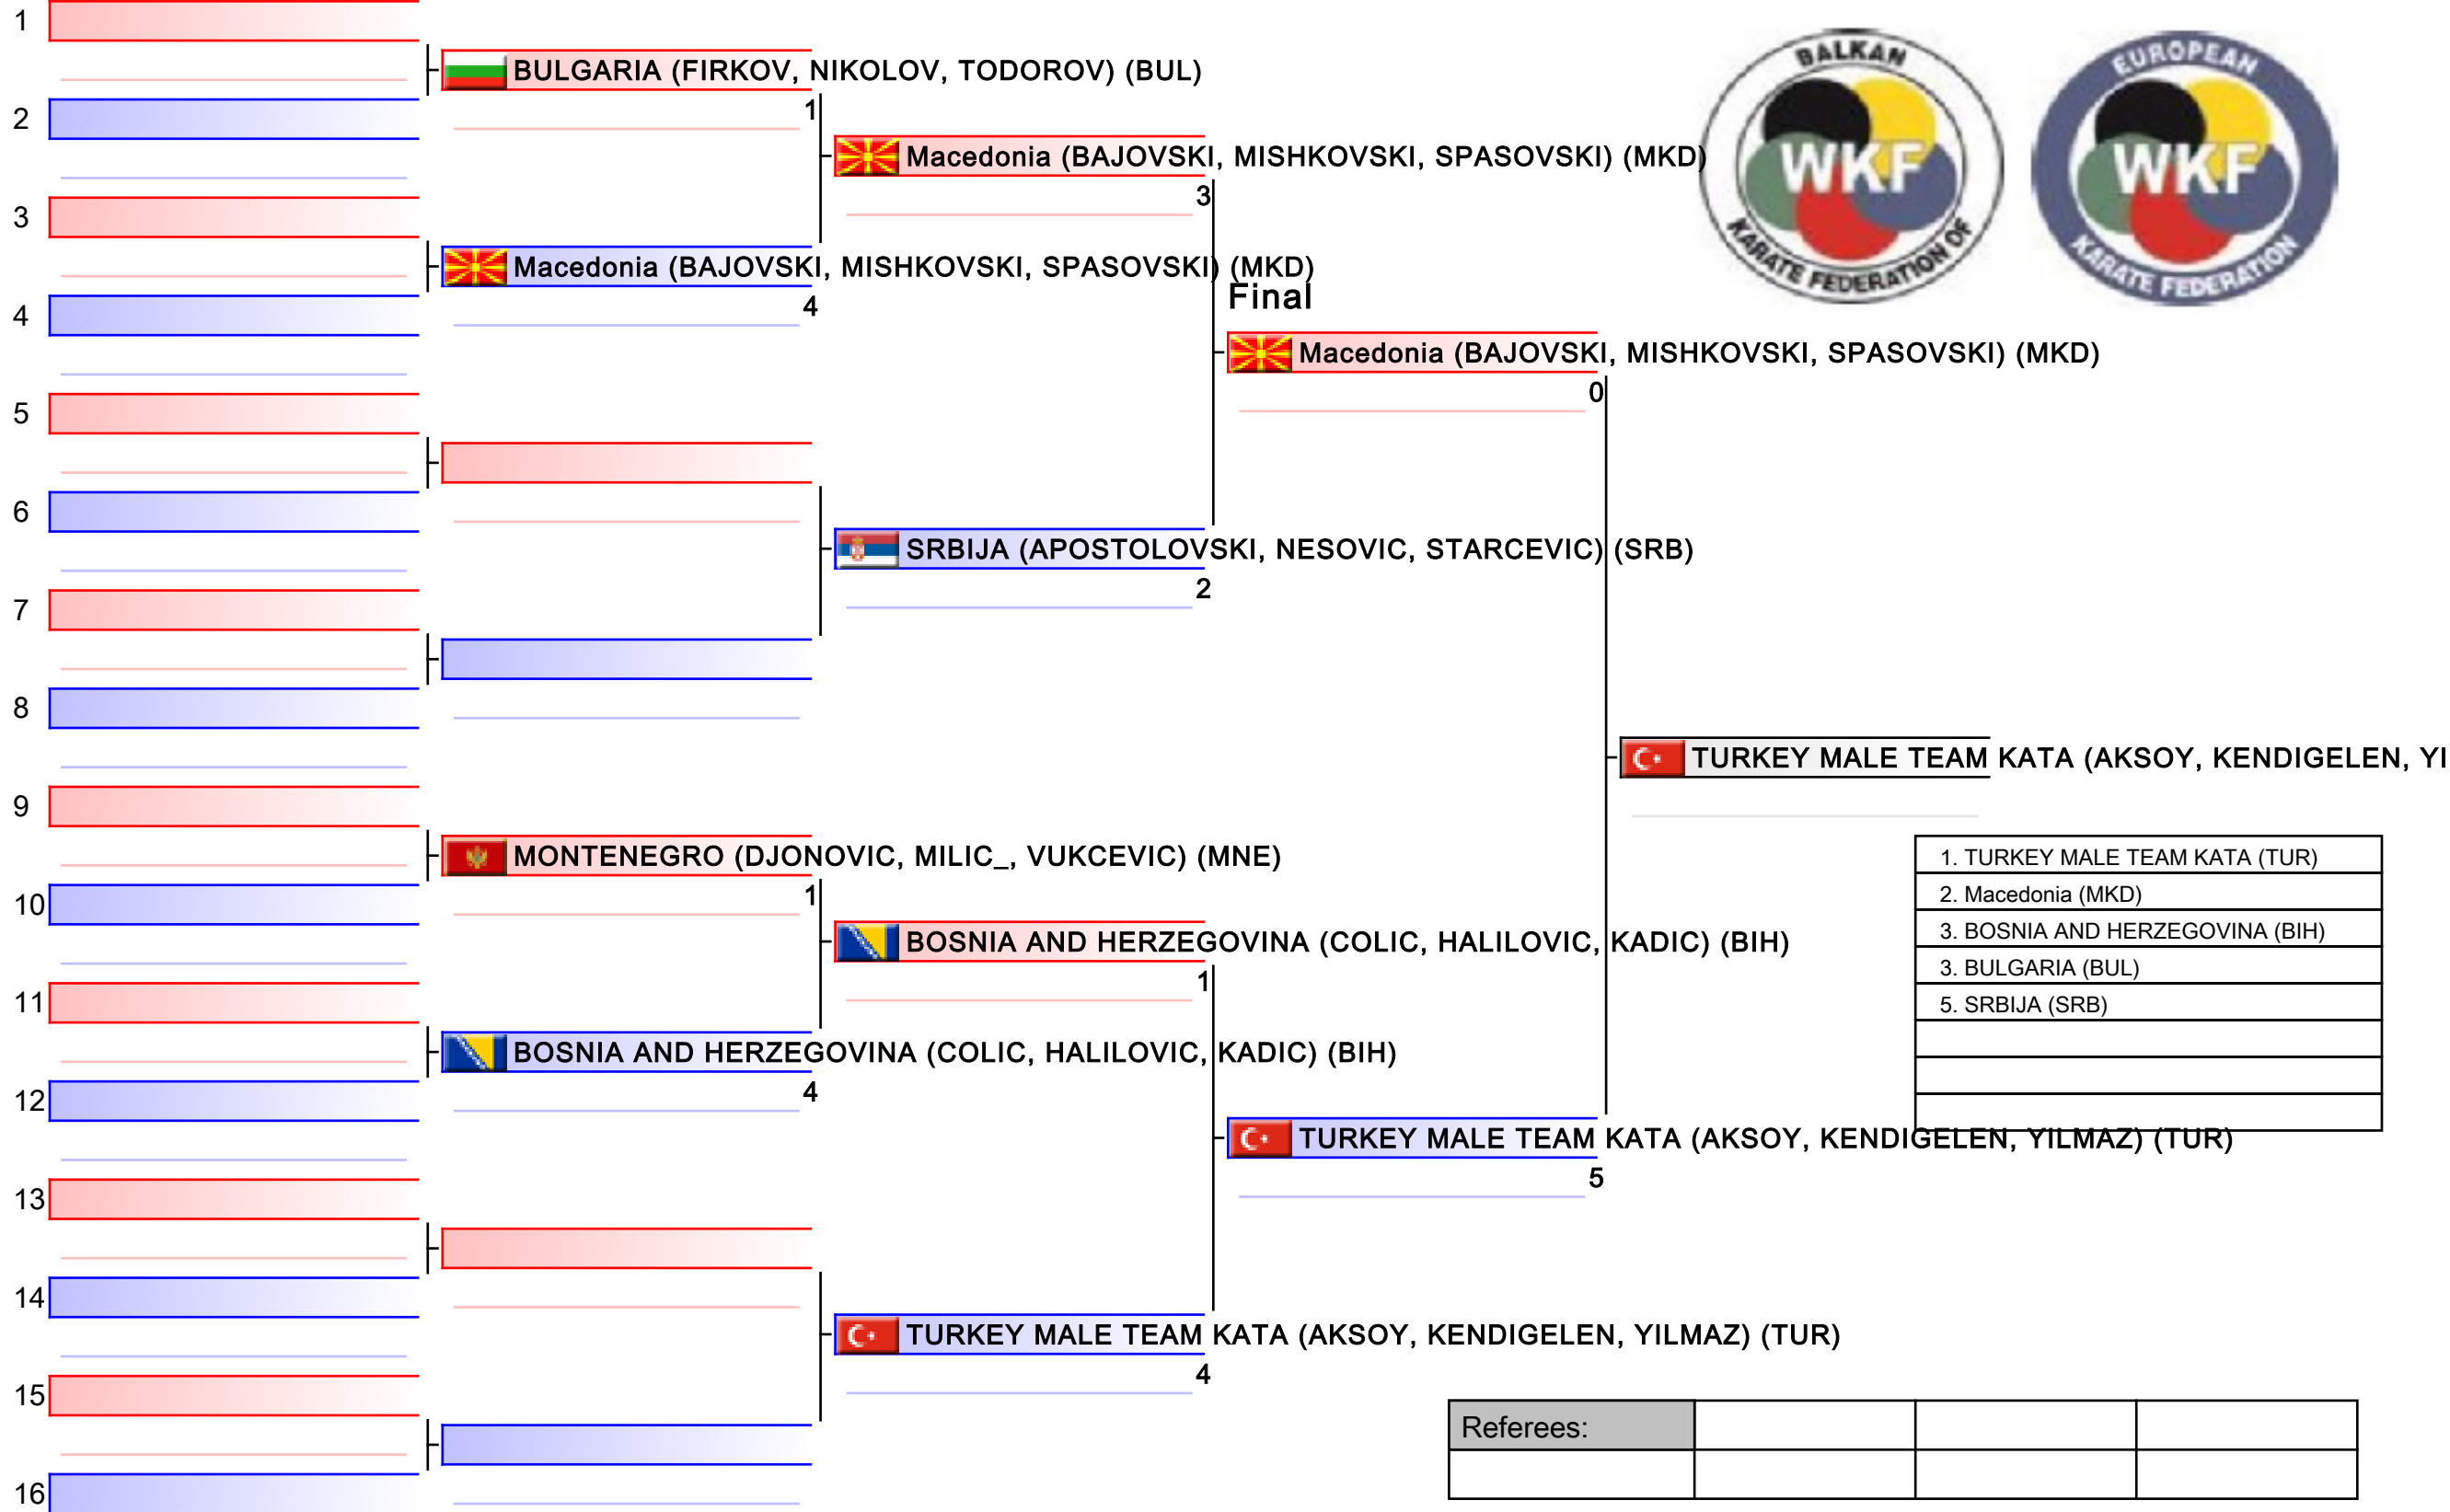 1
BULGARIA (FIRKOV, NIKOLOV, TODOROV) (BUL)
1
2
Macedonia (BAJOVSKI, MISHKOVSKI, SPASOVSKI) (MKD)
3
3
Macedonia (BAJOVSKI, MISHKOVSKI, SPASOVSKI) (MKD)
4
4
Final
Macedonia (BAJOVSKI, MISHKOVSKI, SPASOVSKI) (MKD)
0
5
6
SRBIJA (APOSTOLOVSKI, NESOVIC, STARCEVIC) (SRB)
2
7
8
TURKEY MALE TEAM KATA (AKSOY, KENDIGELEN, YI
9
MONTENEGRO (DJONOVIC, MILIC_, VUKCEVIC) (MNE)
1
10
BOSNIA AND HERZEGOVINA (COLIC, HALILOVIC, KADIC) (BIH)
1
11
BOSNIA AND HERZEGOVINA (COLIC, HALILOVIC, KADIC) (BIH)
4
12
TURKEY MALE TEAM KATA (AKSOY, KENDIGELEN, YILMAZ) (TUR)
5
13
14
TURKEY MALE TEAM KATA (AKSOY, KENDIGELEN, YILMAZ) (TUR)
4
15
16
1. TURKEY MALE TEAM KATA (TUR)
2. Macedonia (MKD)
3. BOSNIA AND HERZEGOVINA (BIH)
3. BULGARIA (BUL)
5. SRBIJA (SRB)
Referees:
BALKAN
WKF
KARATE FEDERATION OF
EUROPEAN
WKF
KARATE FEDERATION